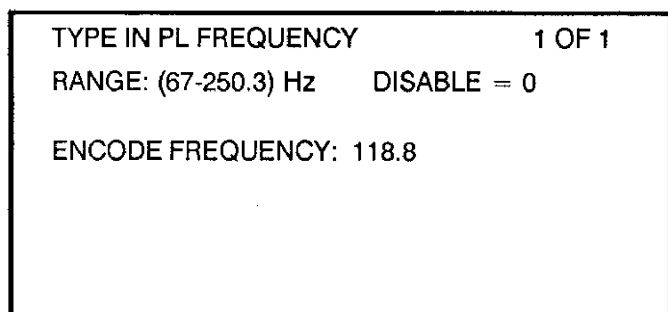 TYPE IN PL FREQUENCY 1 OF 1
RANGE: (67-250.3) Hz DISABLE = 0
ENCODE FREQUENCY: 118.8